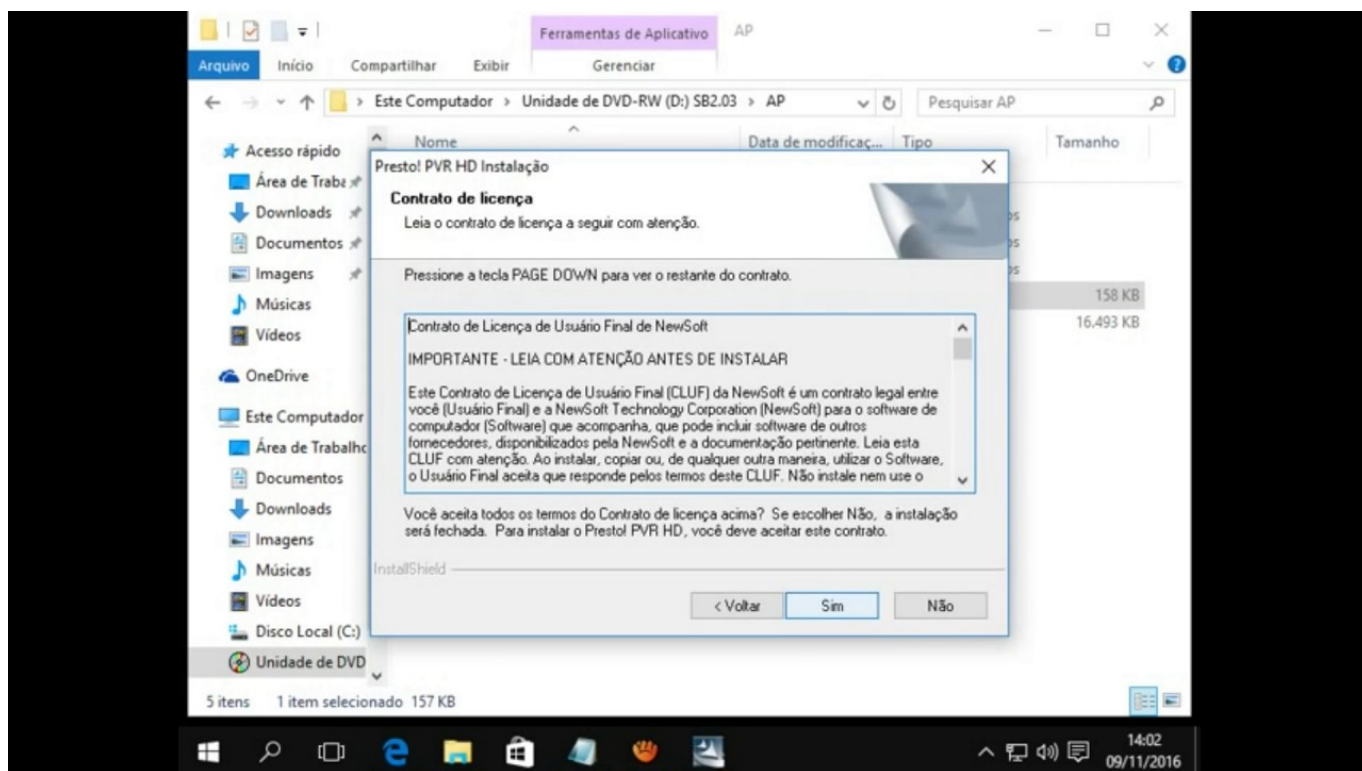 Ferramentas de Aplicativo
AP
Arquivo Início Compartilhar Exibir Gerenciar
Este Computador > Unidade de DVD-RW (D:) SB2.03 > AP
Pesquisar AP
Nome Data de modificaç... Tipo Tamanho
Acesso rápido
Área de Traba
Downloads
Documentos
Imagens
Músicas
Vídeos
OneDrive
Este Computador
Área de Trabalho
Documentos
Downloads
Imagens
Músicas
Vídeos
Disco Local (C:)
Unidade de DVD
os
os
os
158 KB
16.493 KB
Presto! PVR HD Instalação
Contrato de licença
Leia o contrato de licença a seguir com atenção.
Pressione a tecla PAGE DOWN para ver o restante do contrato.
Contrato de Licença de Usuário Final de NewSoft
IMPORTANTE - LEIA COM ATENÇÃO ANTES DE INSTALAR
Este Contrato de Licença de Usuário Final (CLUF) da NewSoft é um contrato legal entre
você (Usuário Final) e a NewSoft Technology Corporation (NewSoft) para o software de
computador (Software) que acompanha, que pode incluir software de outros
fornecedores, disponibilizados pela NewSoft e a documentação pertinente. Leia esta
CLUF com atenção. Ao instalar, copiar ou, de qualquer outra maneira, utilizar o Software,
o Usuário Final aceita que responde pelos termos deste CLUF. Não instale nem use o
Você aceita todos os termos do Contrato de licença acima? Se escolher Não, a instalação
será fechada. Para instalar o Presto! PVR HD, você deve aceitar este contrato.
InstallShield
< Voltar Sim Não
5 itens 1 item selecionado 157 KB
14:02
09/11/2016